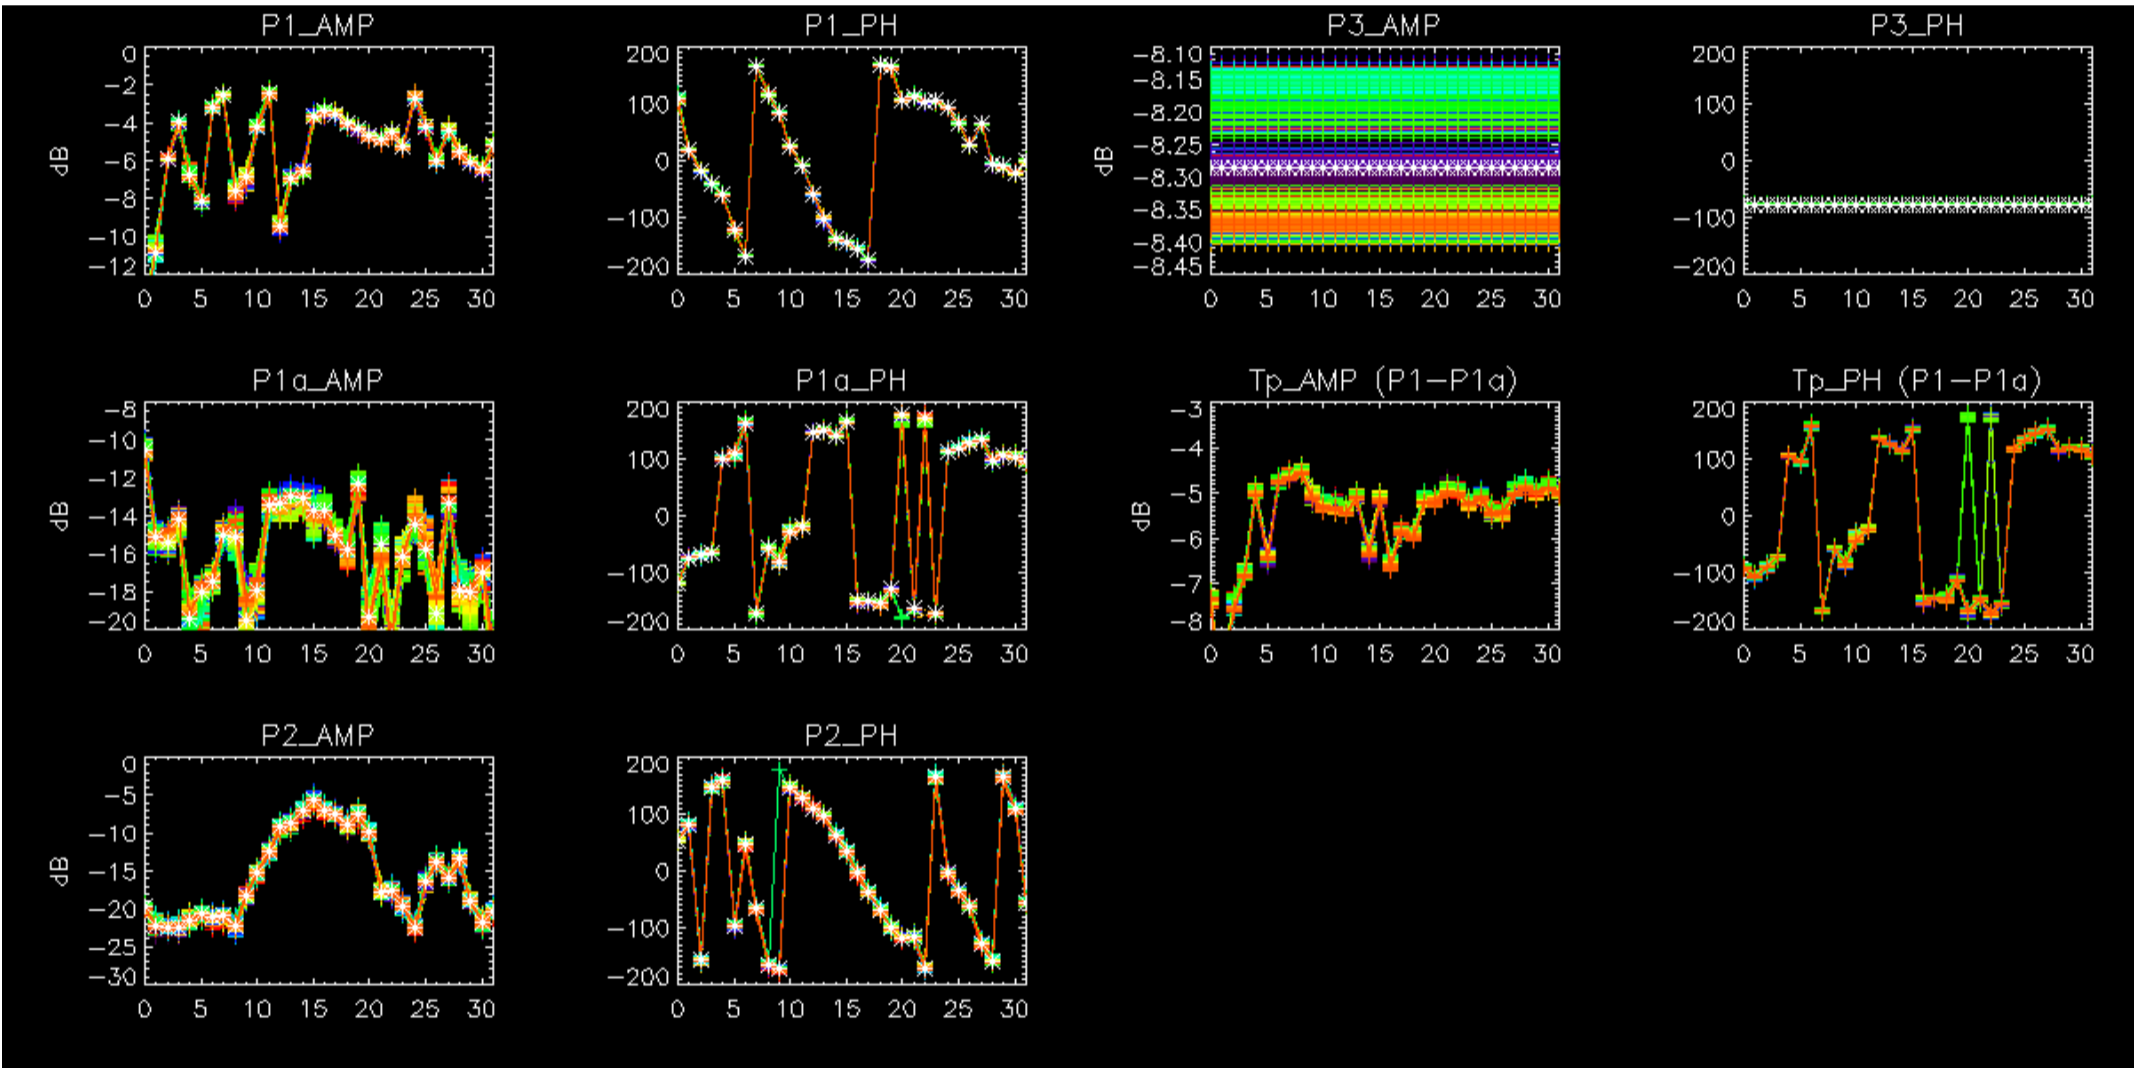 P1_AMP P1_PH P3_AMP P3_PH
0 200 -8.10 200
-2 100 -8.15 100
-4 0 -8.20 0
-6 -100 -8.25 -100
-8 -200 -8.30 -200
-10 -8.35
-12 -8.40
-8.45
dB dB
0 5 10 15 20 25 30 0 5 10 15 20 25 30 0 5 10 15 20 25 30 0 5 10 15 20 25 30
P1a_AMP P1a_PH Tp_AMP (P1-P1a) Tp_PH (P1-P1a)
-8 200 -3 200
-10 100 -4 100
-12 0 -5 0
-14 -100 -6 -100
-16 -200 -7 -200
-18 -8
-20
dB dB
0 5 10 15 20 25 30 0 5 10 15 20 25 30 0 5 10 15 20 25 30 0 5 10 15 20 25 30
P2_AMP P2_PH
0 200
-5 100
-10 0
-15 -100
-20 -200
-25
-30
dB
0 5 10 15 20 25 30 0 5 10 15 20 25 30